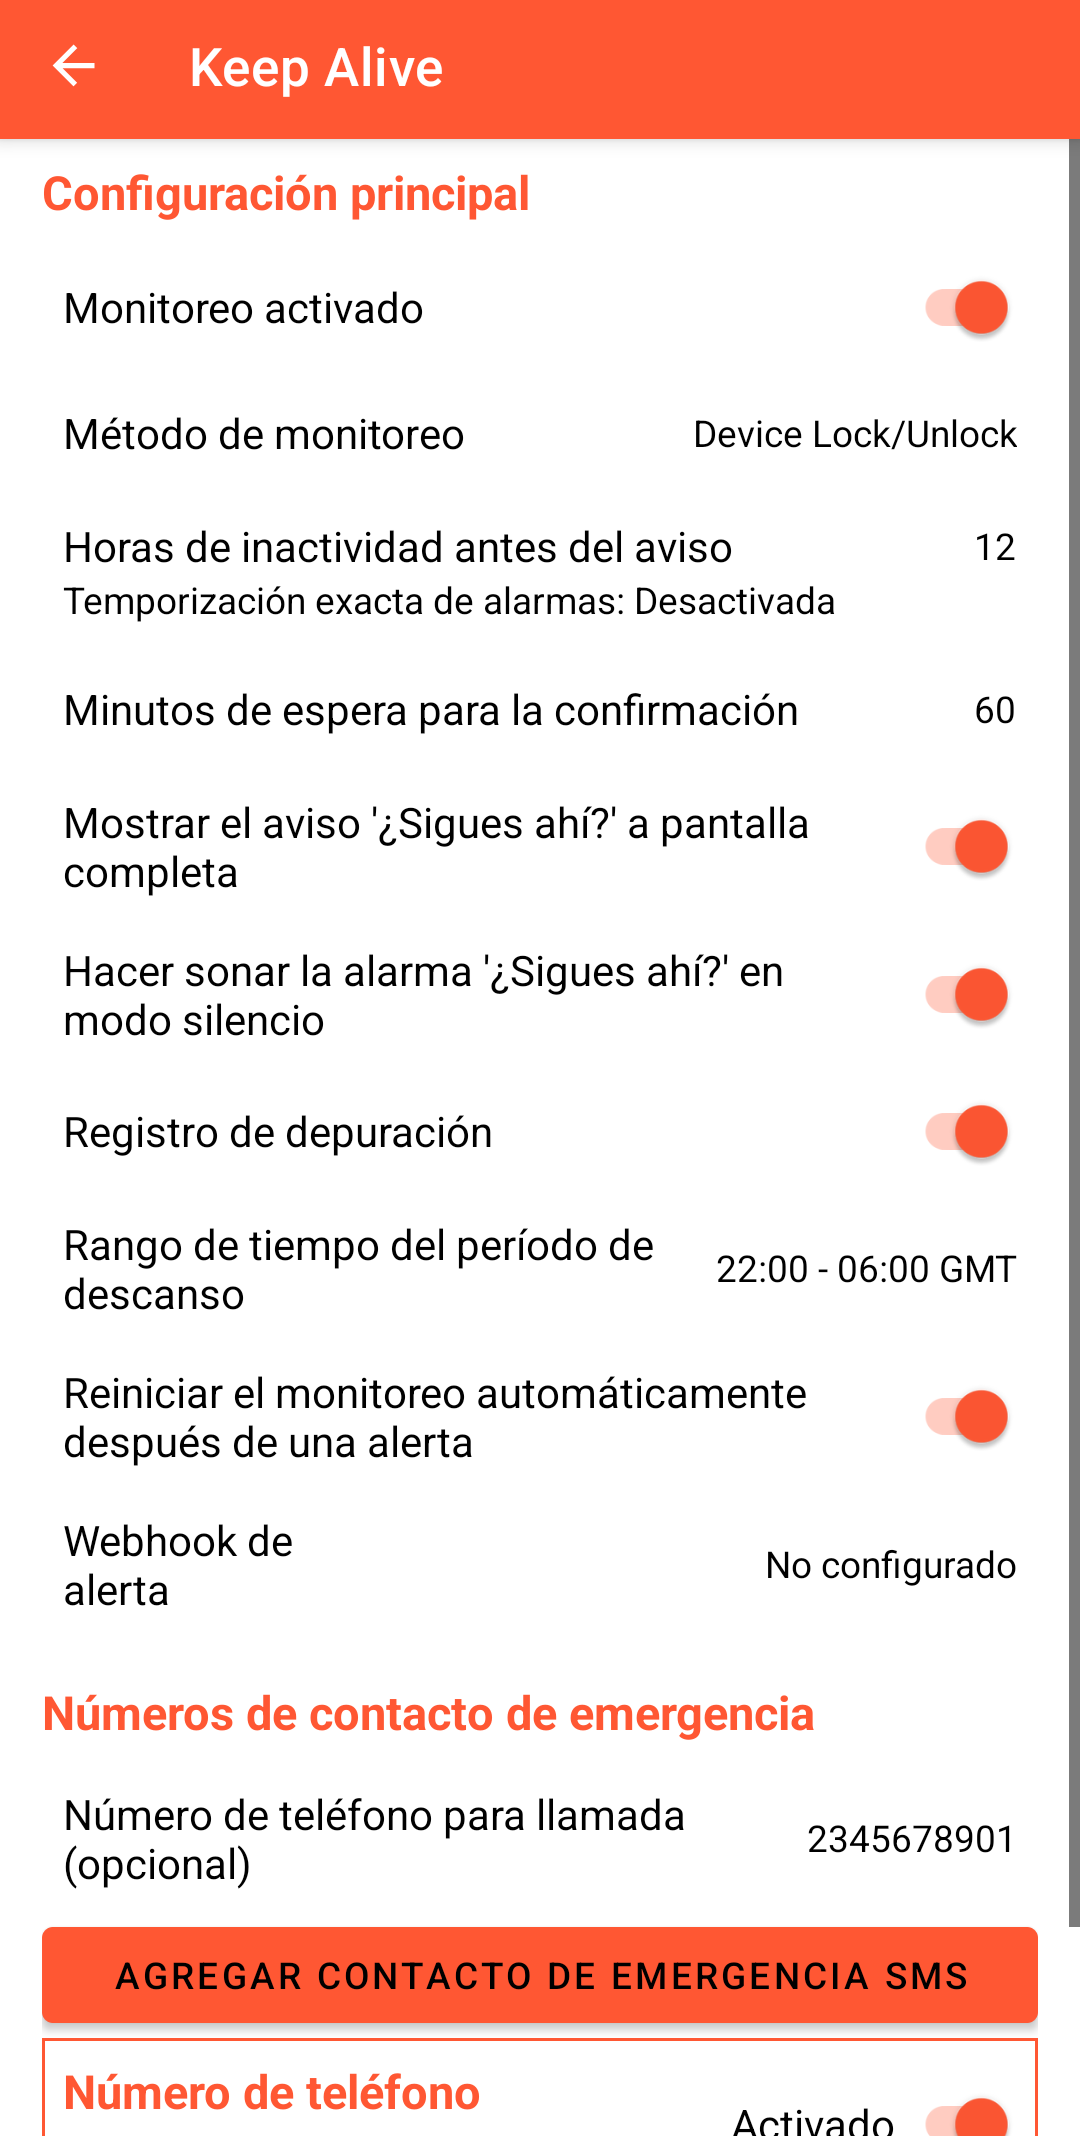 Keep Alive
Configuración principal
Monitoreo activado
Método de monitoreo
Device Lock/Unlock
Horas de inactividad antes del aviso
12
Temporización exacta de alarmas: Desactivada
Minutos de espera para la confirmación
60
Mostrar el aviso '¿Sigues ahí?' a pantalla
completa
Hacer sonar la alarma '¿Sigues ahí?' en
modo silencio
Registro de depuración
Rango de tiempo del período de
descanso
22:00 - 06:00 GMT
Reiniciar el monitoreo automáticamente
después de una alerta
Webhook de
alerta
No configurado
Números de contacto de emergencia
Número de teléfono para llamada
(opcional)
2345678901
AGREGAR CONTACTO DE EMERGENCIA SMS
Número de teléfono
Activado